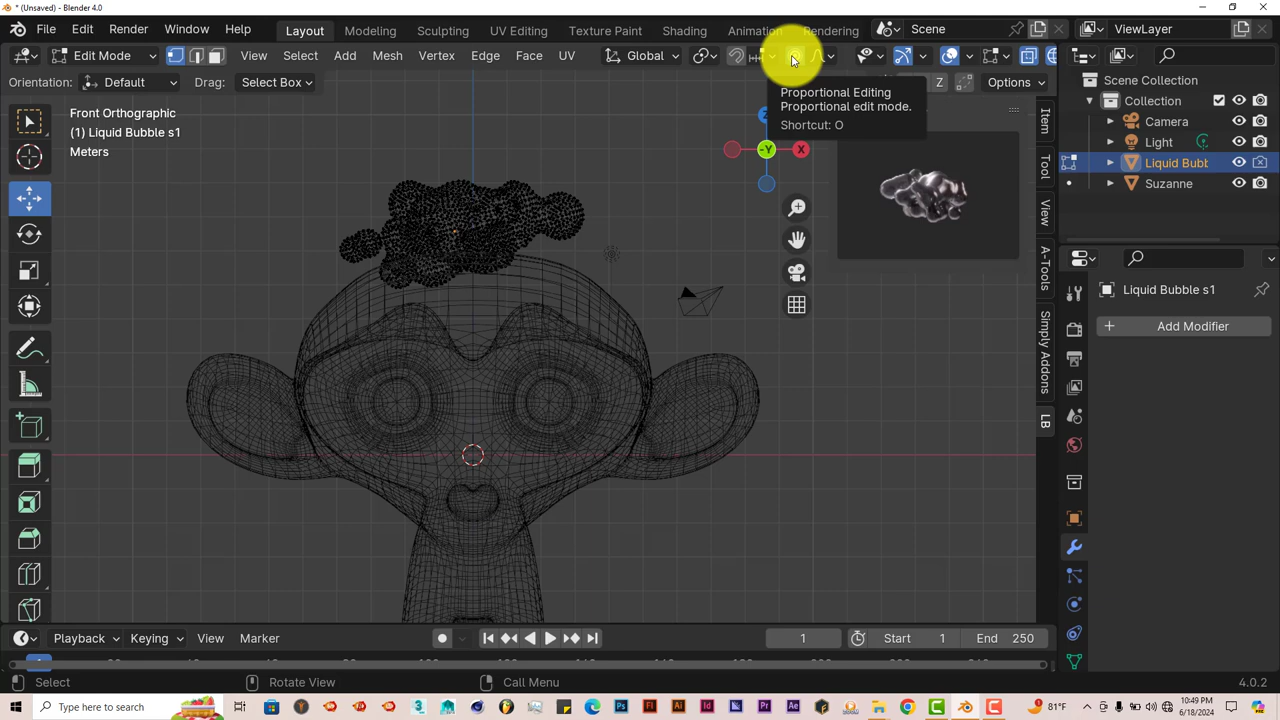 * (Unsaved) - Blender 4.0
File Edit Render Window Help Layout Modeling Sculpting UV Editing Texture Paint Shading Animation Rendering Scene ViewLayer
Edit Mode View Select Add Mesh Vertex Edge Face UV Global
Orientation: Default Drag: Select Box Z Options
Proportional Editing
Proportional edit mode.
Shortcut: O
Front Orthographic
(1) Liquid Bubble s1
Meters
Z
-Y
X
Item
Tool
View
A-Tools
Simply Addons
LB
Scene Collection
Collection
Camera
Light
Liquid Bubt
Suzanne
Liquid Bubble s1
Add Modifier
Playback Keying View Marker 1 Start 1 End 250
Select Rotate View Call Menu 4.0.2
Type here to search 81°F 10:49 PM
6/18/2024